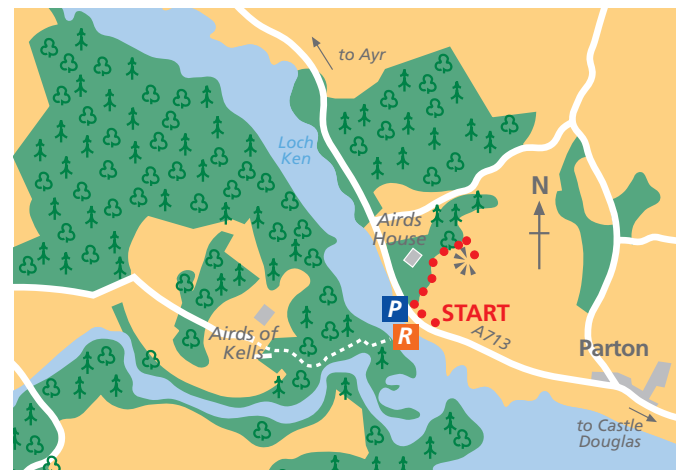 to Ayr
Loch
Ken
N
Airds
House
P
START
R
A713
Airds of
Kells
Parton
to Castle
Douglas